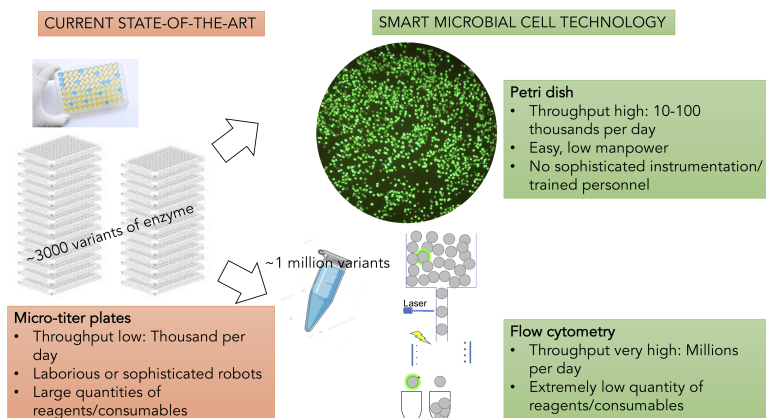 CURRENT STATE-OF-THE-ART
SMART MICROBIAL CELL TECHNOLOGY
Petri dish
• Throughput high: 10-100
thousands per day
• Easy, low manpower
• No sophisticated instrumentation/
trained personnel
~3000 variants of enzyme
~1 million variants
Laser
Micro-titer plates
• Throughput low: Thousand per
day
• Laborious or sophisticated robots
• Large quantities of
reagents/consumables
Flow cytometry
• Throughput very high: Millions
per day
• Extremely low quantity of
reagents/consumables